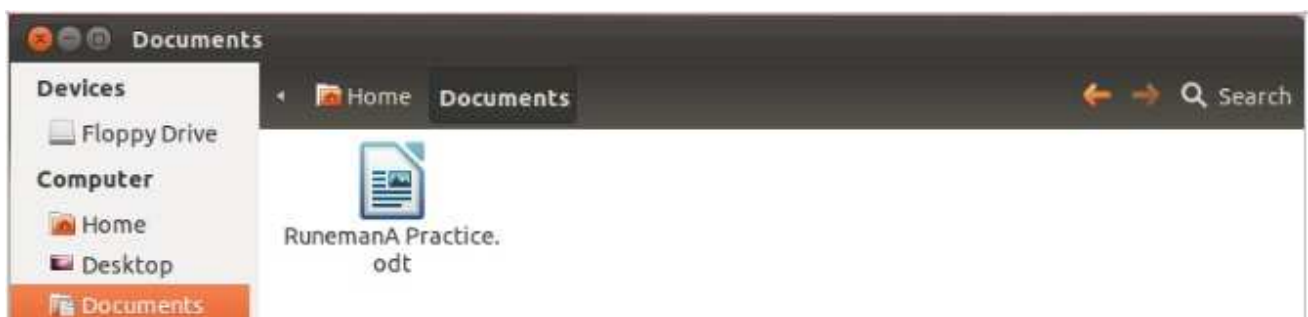 Documents
Devices
Floppy Drive
Computer
Home
Desktop
Documents
Home Documents
Search
RunemanA Practice.
odt